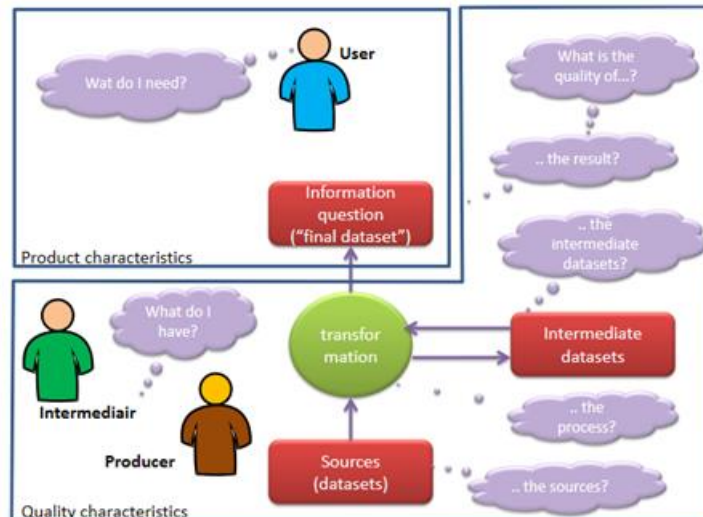 User
Wat do I need?
What is the
quality of...?
.. the result?
Information
question
("final dataset")
Product characteristics
.. the
intermediate
datasets?
What do I
have?
transfor
mation
Intermediate
datasets
Intermediair
Producer
.. the
process?
Sources
(datasets)
.. the sources?
Quality characteristics